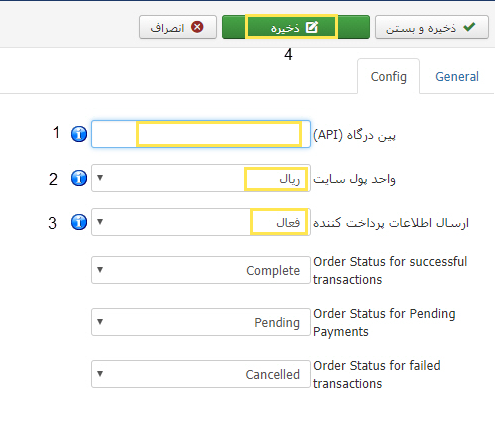 ذخیره و بستن
ذخیره
انصراف
4
General
Config
پین درگاه (API)
1
واحد پول سایت
ریال
2
ارسال اطلاعات پرداخت کننده
فعال
3
Order Status for successful
transactions
Complete
Order Status for Pending
Payments
Pending
Order Status for failed
transactions
Cancelled